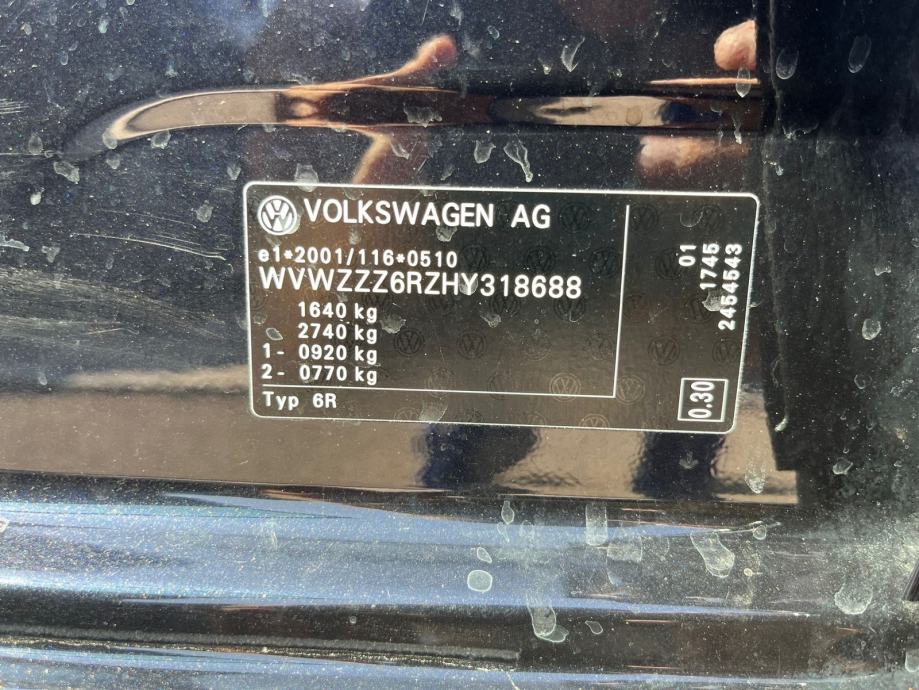 VOLKSWAGEN AG
e1*2001/116*0510
WVWZZZ6RZHY318688
1640 kg
2740 kg
1- 0920 kg
2- 0770 kg
Typ 6R
01
1745
2454543
0.30